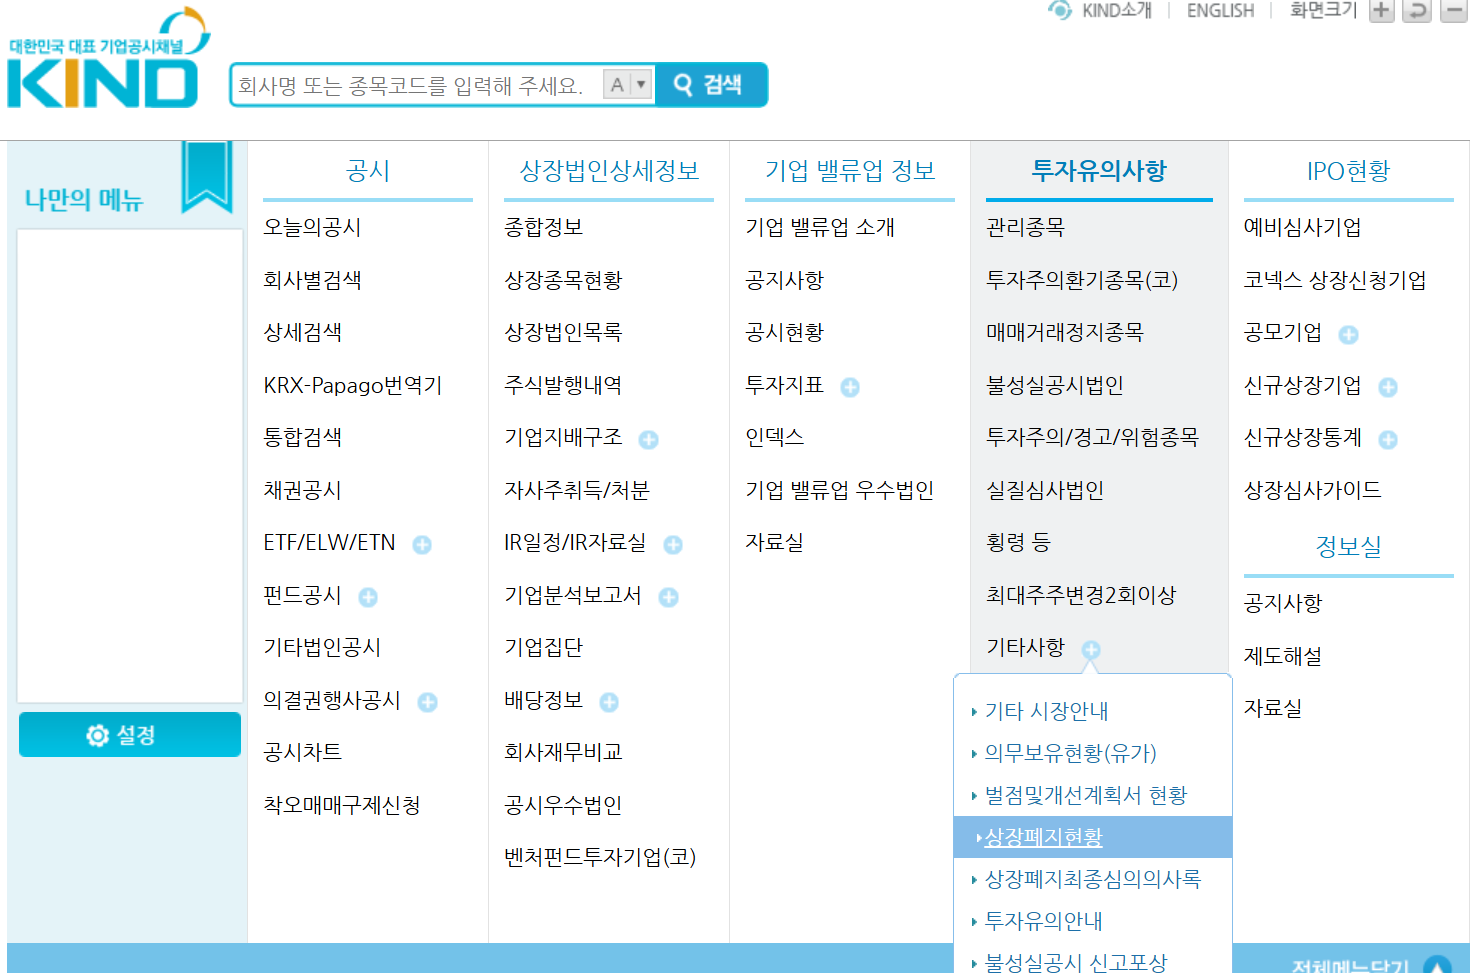 KIND소개 | ENGLISH | 화면크기
대한민국 대표 기업공시채널
KIND
회사명 또는 종목코드를 입력해 주세요. A 검색
나만의 메뉴
설정
공시
오늘의공시
회사별검색
상세검색
KRX-Papago번역기
통합검색
채권공시
ETF/ELW/ETN
펀드공시
기타법인공시
의결권행사공시
공시차트
착오매매구제신청
상장법인상세정보
종합정보
상장종목현황
상장법인목록
주식발행내역
기업지배구조
자사주취득/처분
IR일정/IR자료실
기업분석보고서
기업집단
배당정보
회사재무비교
공시우수법인
벤처펀드투자기업(코)
기업 밸류업 정보
기업 밸류업 소개
공지사항
공시현황
투자지표
인덱스
기업 밸류업 우수법인
자료실
투자유의사항
관리종목
투자주의환기종목(코)
매매거래정지종목
불성실공시법인
투자주의/경고/위험종목
실질심사법인
횡령 등
최대주주변경2회이상
기타사항
기타 시장안내
의무보유현황(유가)
벌점및개선계획서 현황
상장폐지현황
상장폐지최종심의의사록
투자유의안내
불성실공시 신고포상
IPO현황
예비심사기업
코넥스 상장신청기업
공모기업
신규상장기업
신규상장통계
상장심사가이드
정보실
공지사항
제도해설
자료실
전체메뉴닫기